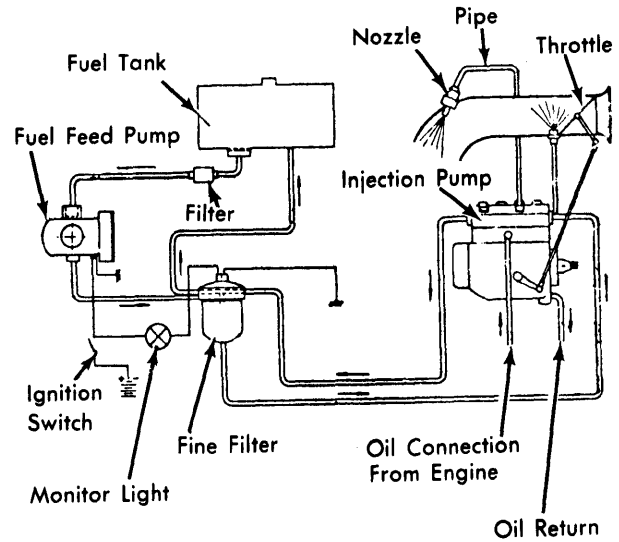 Pipe
Nozzle
Throttle
Fuel Tank
Fuel Feed Pump
Injection Pump
Filter
Ignition
Switch
Fine Filter
Oil Connection
From Engine
Monitor Light
Oil Return